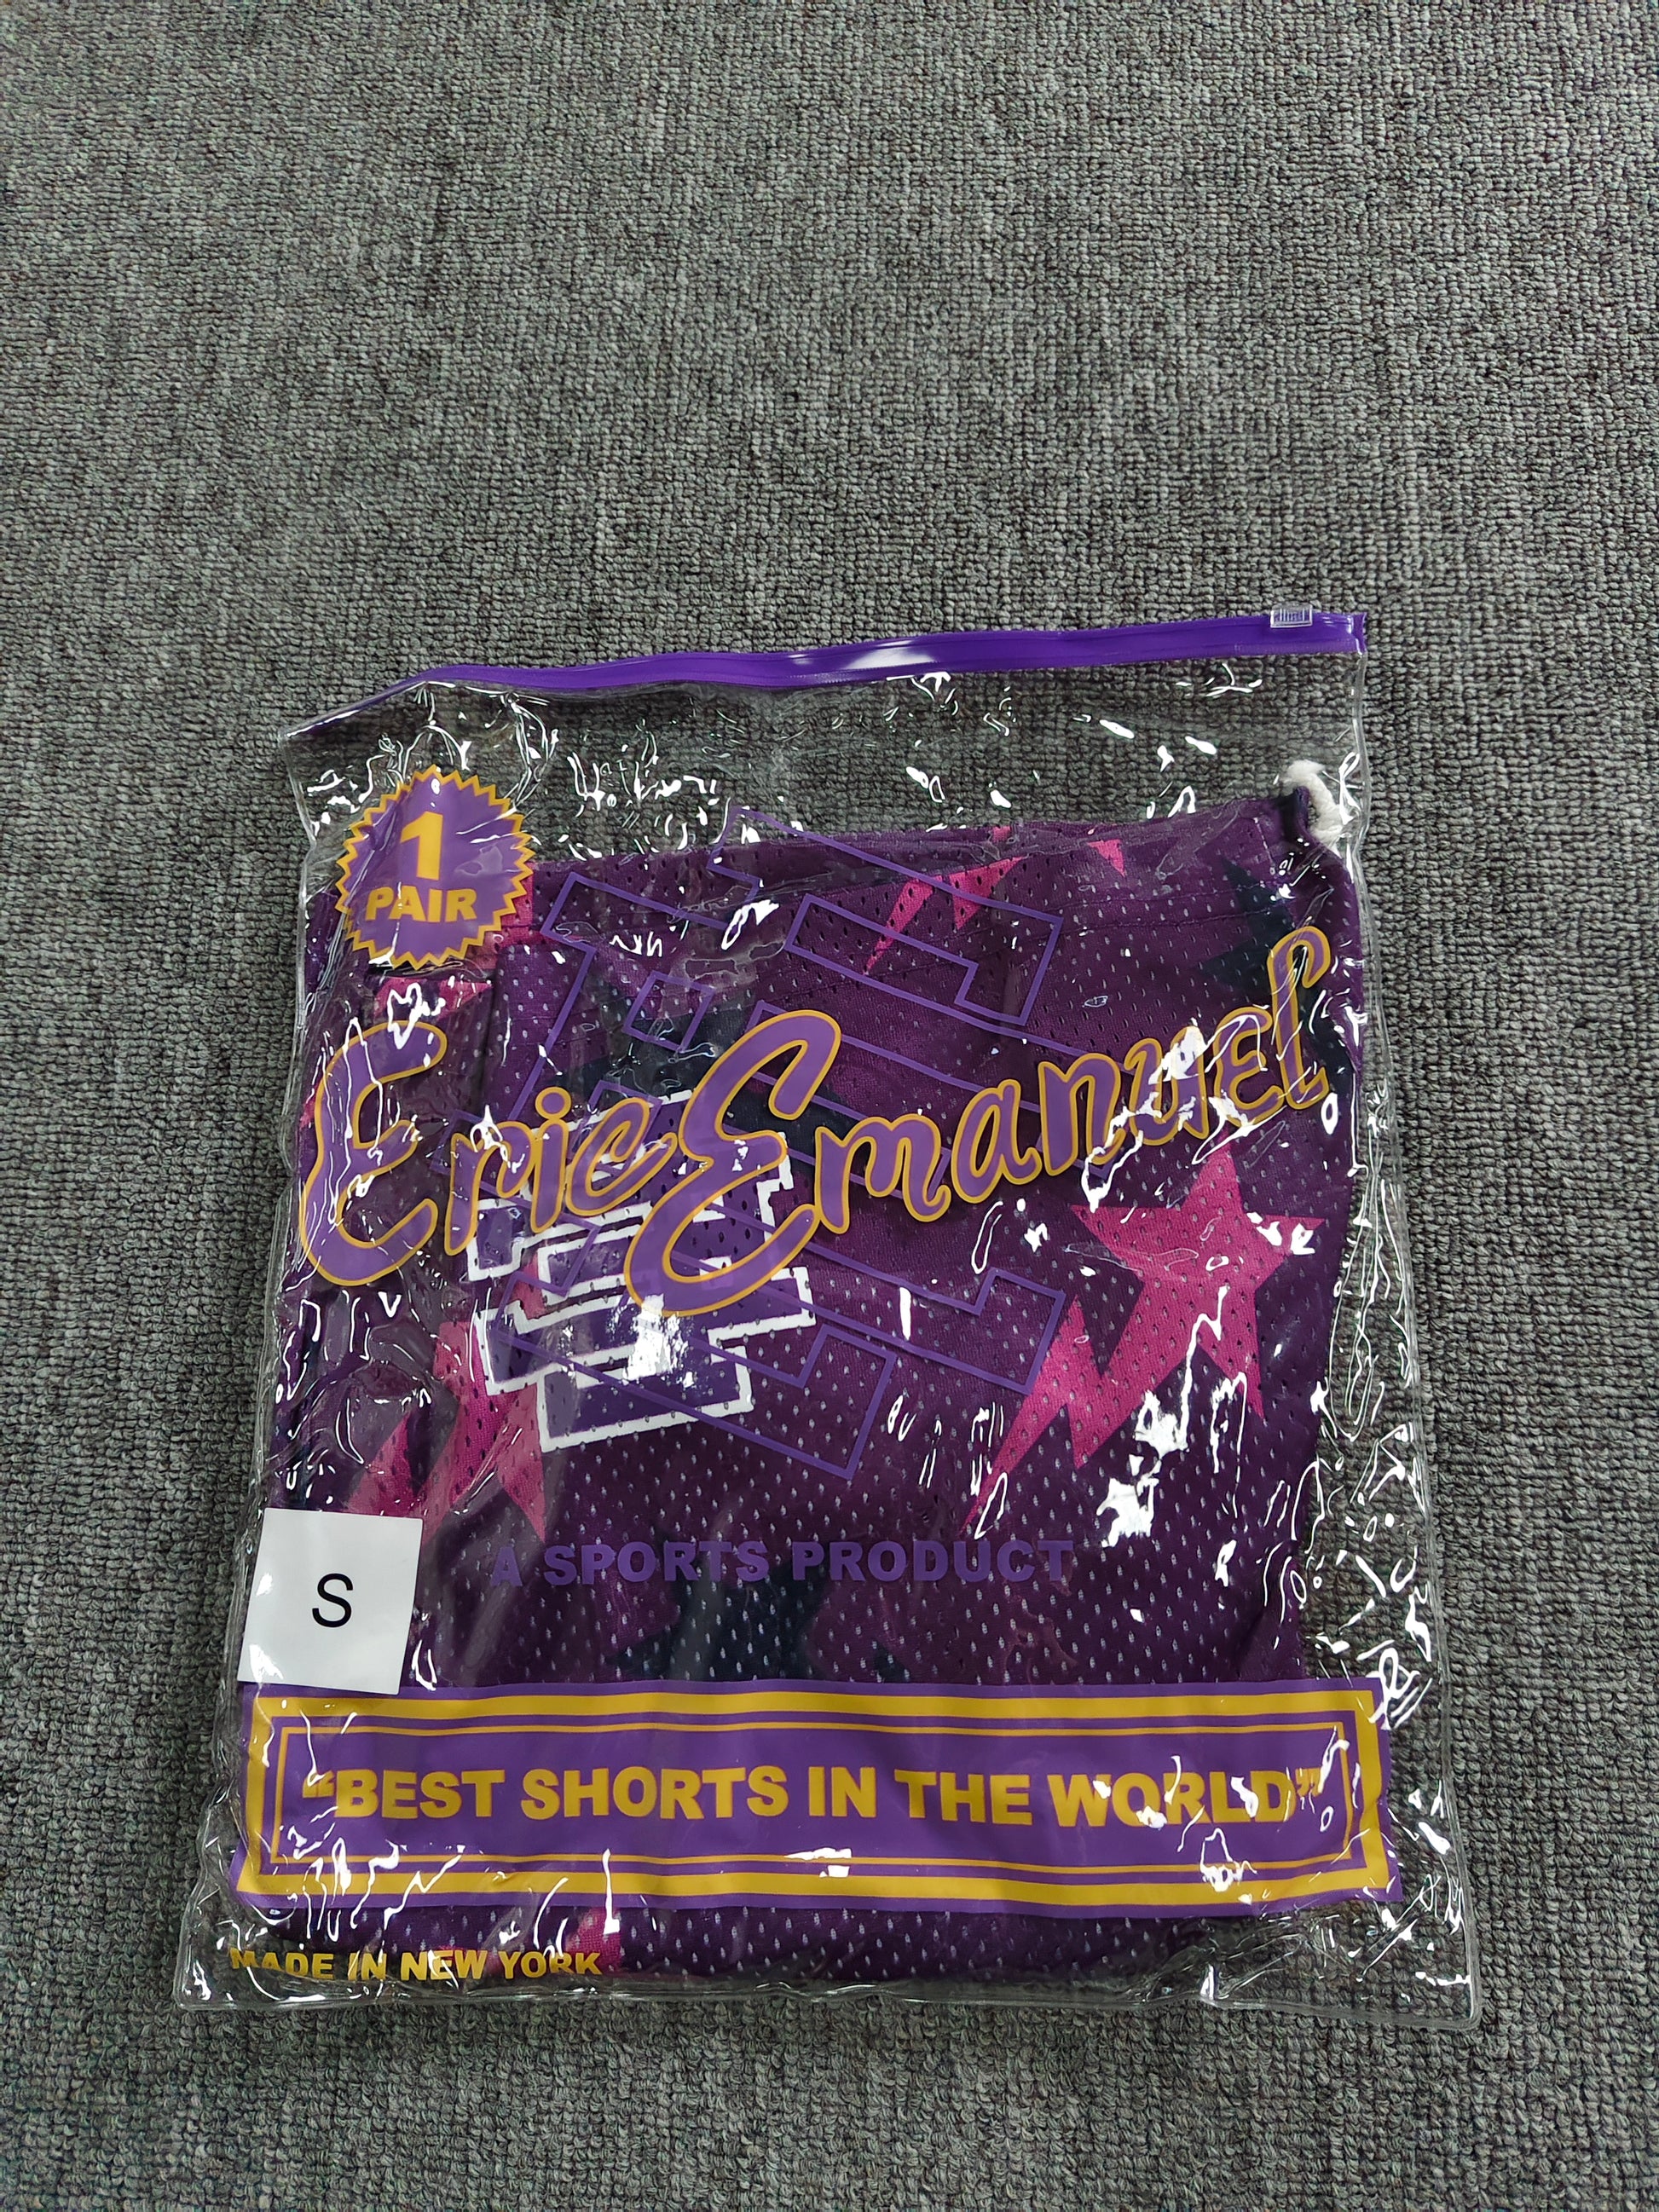 1
PAIR
Eric Emanuel
A SPORTS PRODUCT
S
“BEST SHORTS IN THE WORLD”
MADE IN NEW YORK